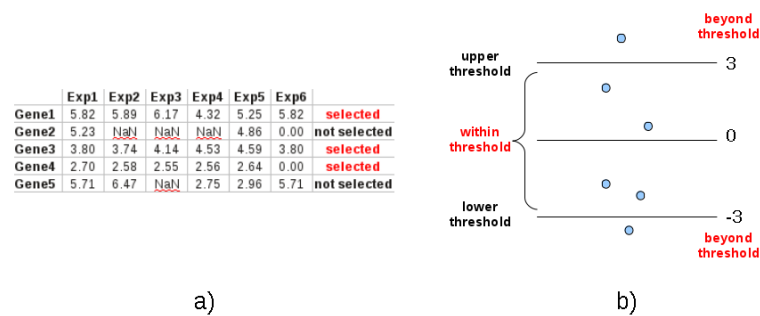 Exp1 Exp2 Exp3 Exp4 Exp5 Exp6
Gene1 5.82 5.89 6.17 4.32 5.25 5.82 selected
Gene2 5.23 NaN NaN NaN 4.86 0.00 not selected
Gene3 3.80 3.74 4.14 4.53 4.59 3.80 selected
Gene4 2.70 2.58 2.55 2.56 2.64 0.00 selected
Gene5 5.71 6.47 NaN 2.75 2.96 5.71 not selected
a)
beyond
threshold
upper
threshold
3
within
threshold
0
lower
threshold
-3
beyond
threshold
b)